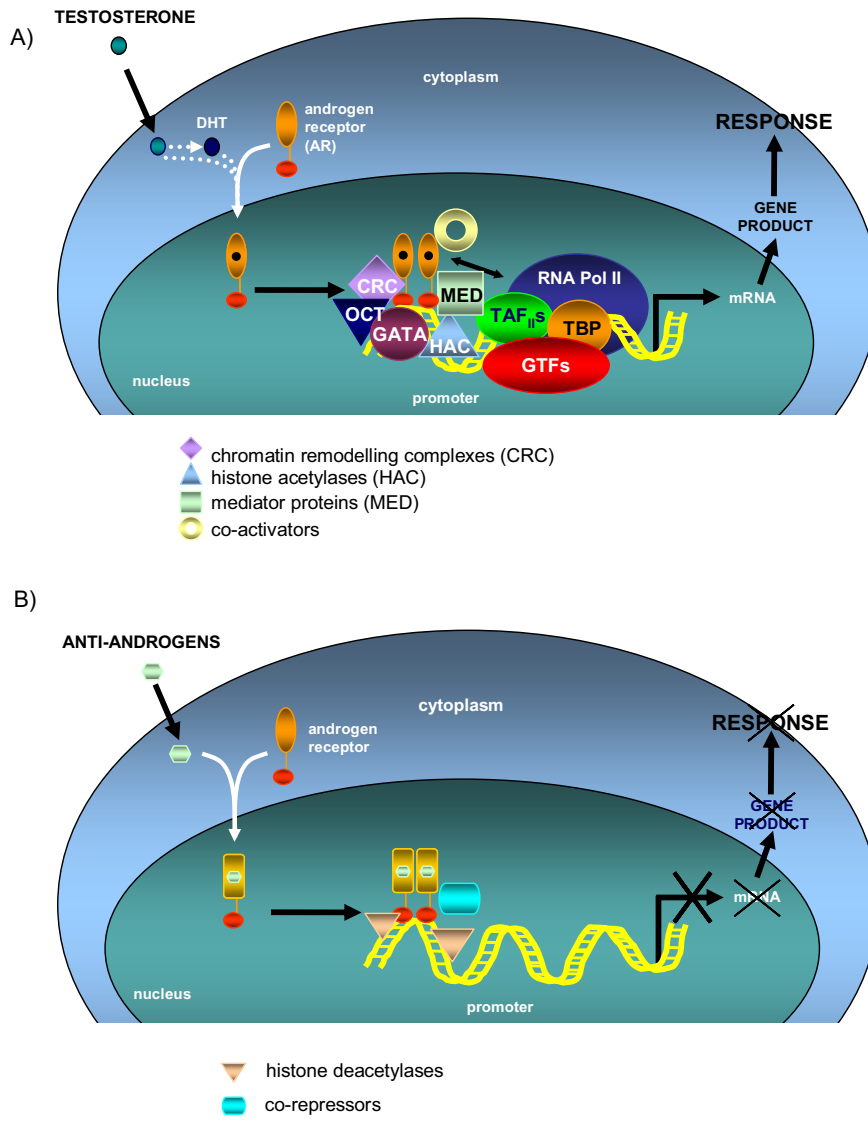 A)
TESTOSTERONE
cytoplasm
DHT
androgen
receptor
(AR)
RESPONSE
GENE
PRODUCT
mRNA
CRC
OCT
GATA
MED
HAC
RNA Pol II
TAFIIs
TBP
GTFs
nucleus
promoter
chromatin remodelling complexes (CRC)
histone acetylases (HAC)
mediator proteins (MED)
co-activators
B)
ANTI-ANDROGENS
cytoplasm
androgen
receptor
RESPONSE
GENE
PRODUCT
mRNA
nucleus
promoter
histone deacetylases
co-repressors